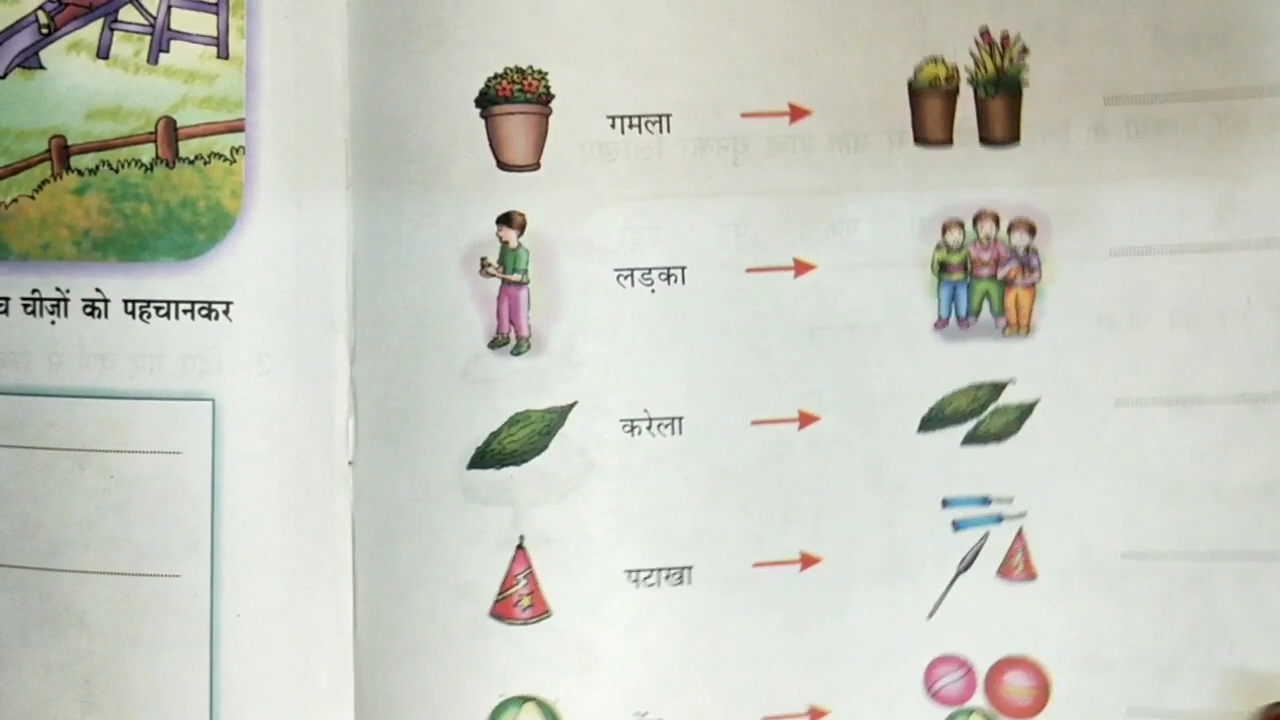 च चीज़ों को पहचानकर
गमला
लड़का
करेला
पटाखा